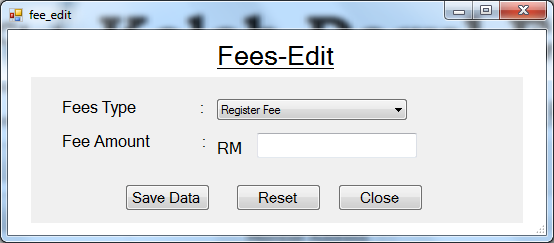 fee_edit
Fees-Edit
Fees Type : Register Fee
Fee Amount : RM
Save Data Reset Close